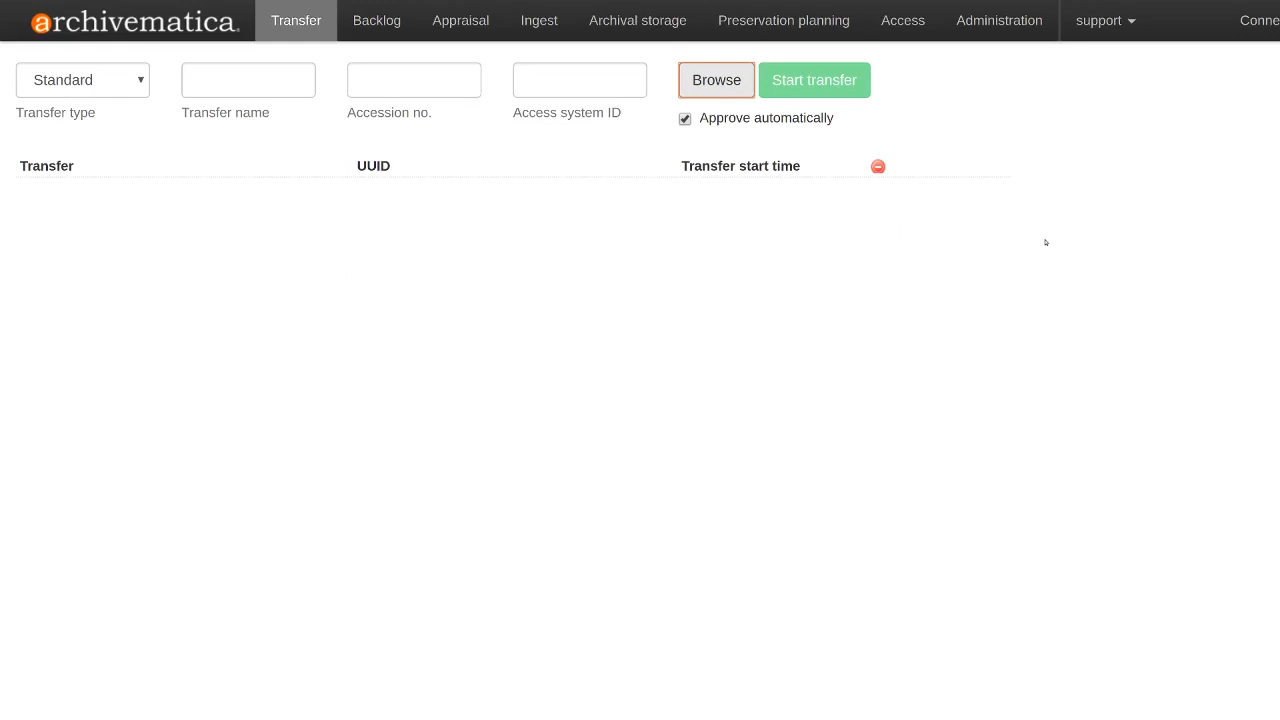 archivematica. Transfer Backlog Appraisal Ingest Archival storage Preservation planning Access Administration support Conne
Standard Browse Start transfer
Transfer type Transfer name Accession no. Access system ID Approve automatically
Transfer UUID Transfer start time